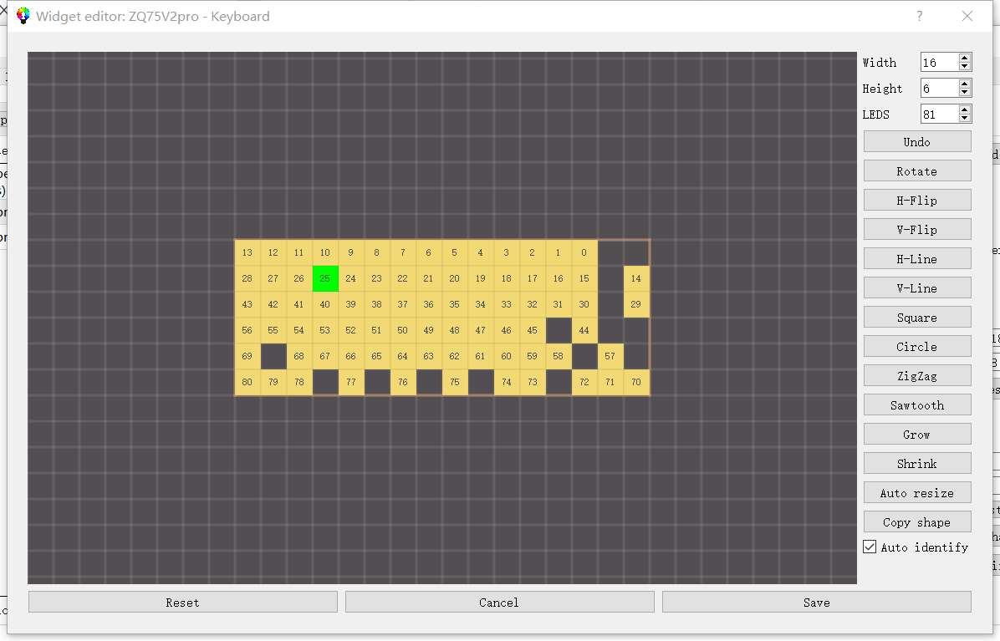 Widget editor: ZQ75V2pro - Keyboard ?
Width 16
Height 6
LEDS 81
Undo
Rotate
H-Flip
V-Flip
H-Line
V-Line
Square
Circle
ZigZag
Sawtooth
Grow
Shrink
Auto resize
Copy shape
Auto identify
13 12 11 10 9 8 7 6 5 4 3 2 1 0
28 27 26 25 24 23 22 21 20 19 18 17 16 15 14
43 42 41 40 39 38 37 36 35 34 33 32 31 30 29
56 55 54 53 52 51 50 49 48 47 46 45 44
69 68 67 66 65 64 63 62 61 60 59 58 57
80 79 78 77 76 75 74 73 72 71 70
Reset Cancel Save